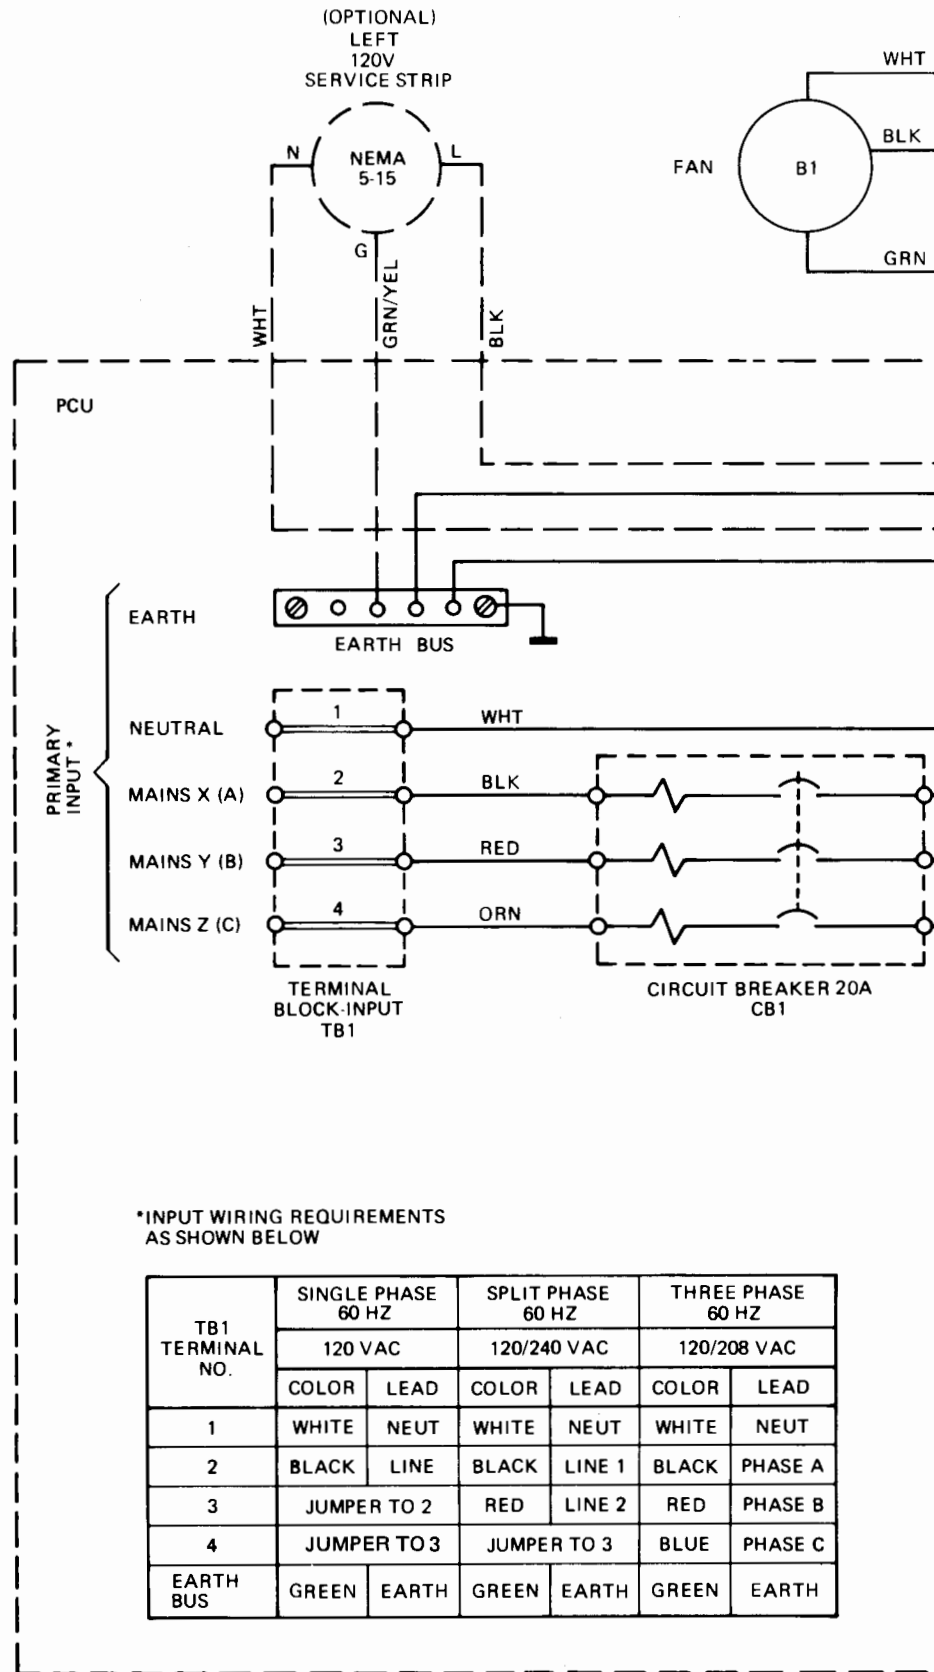 (OPTIONAL)
LEFT
120V
SERVICE STRIP
N
NEMA
5-15
L
G
WHT
GRN/YEL
BLK
FAN
B1
WHT
BLK
GRN
PCU
EARTH
EARTH BUS
PRIMARY
INPUT *
NEUTRAL
1
WHT
MAINS X (A)
2
BLK
MAINS Y (B)
3
RED
MAINS Z (C)
4
ORN
TERMINAL
BLOCK-INPUT
TB1
CIRCUIT BREAKER 20A
CB1
*INPUT WIRING REQUIREMENTS
AS SHOWN BELOW
TB1
TERMINAL
NO.
SINGLE PHASE
60 HZ
SPLIT PHASE
60 HZ
THREE PHASE
60 HZ
120 VAC 120/240 VAC 120/208 VAC
COLOR LEAD COLOR LEAD COLOR LEAD
1 WHITE NEUT WHITE NEUT WHITE NEUT
2 BLACK LINE BLACK LINE 1 BLACK PHASE A
3 JUMPER TO 2 RED LINE 2 RED PHASE B
4 JUMPER TO 3 JUMPER TO 3 BLUE PHASE C
EARTH
BUS
GREEN EARTH GREEN EARTH GREEN EARTH